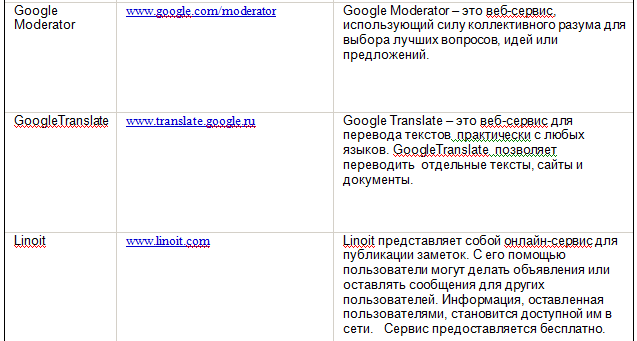 Google Moderator
www.google.com/moderator
Google Moderator – это веб-сервис, использующий силу коллективного разума для выбора лучших вопросов, идей или предложений.
GoogleTranslate
www.translate.google.ru
Google Translate – это веб-сервис для перевода текстов практически с любых языков. GoogleTranslate позволяет переводить отдельные тексты, сайты и документы.
Linoit
www.linoit.com
Linoit представляет собой онлайн-сервис для публикации заметок. С его помощью пользователи могут делать объявления или оставлять сообщения для других пользователей. Информация, оставленная пользователями, становится доступной им в сети. Сервис предоставляется бесплатно.